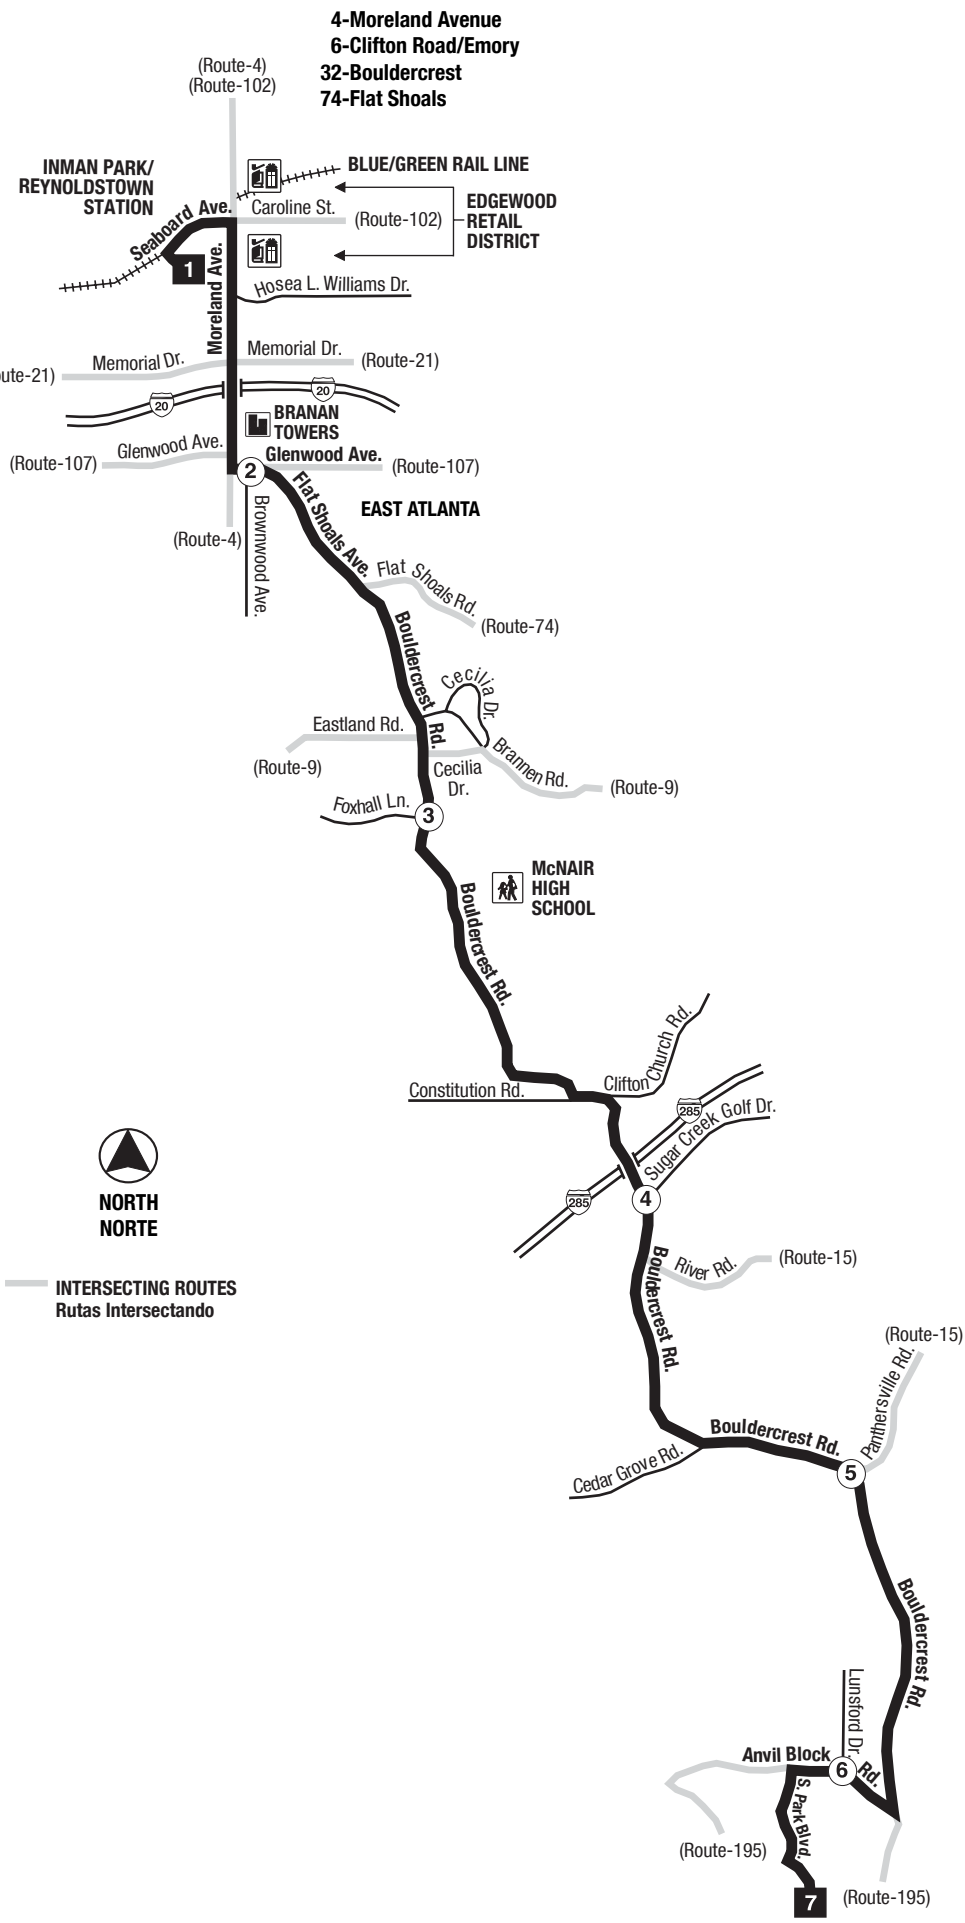 4-Moreland Avenue
6-Clifton Road/Emory
32-Bouldercrest
74-Flat Shoals
(Route-4)
(Route-102)
INMAN PARK/
REYNOLDSTOWN
STATION
BLUE/GREEN RAIL LINE
EDGEWOOD
RETAIL
DISTRICT
Seaboard Ave.
Caroline St.
(Route-102)
1
Moreland Ave.
Hosea L. Williams Dr.
Memorial Dr.
Memorial Dr.
(Route-21)
ute-21)
20
20
BRANAN
TOWERS
Glenwood Ave.
Glenwood Ave.
(Route-107)
(Route-107)
2
Flat Shoals Ave.
EAST ATLANTA
Brownwood Ave.
(Route-4)
Flat Shoals Rd.
(Route-74)
Bouldercrest Rd.
Cecilia Dr.
Eastland Rd.
(Route-9)
Cecilia
Dr.
Brannen Rd.
(Route-9)
Foxhall Ln.
3
McNAIR
HIGH
SCHOOL
Bouldercrest Rd.
Constitution Rd.
Clifton Church Rd.
285
Sugar Creek Golf Dr.
285
4
NORTH
NORTE
River Rd.
(Route-15)
Bouldercrest Rd.
INTERSECTING ROUTES
Rutas Intersectando
(Route-15)
Panthersville Rd.
Bouldercrest Rd.
Cedar Grove Rd.
5
Bouldercrest Rd.
Lunsford Dr.
Anvil Block Rd.
6
S. Park Blvd.
(Route-195)
7
(Route-195)